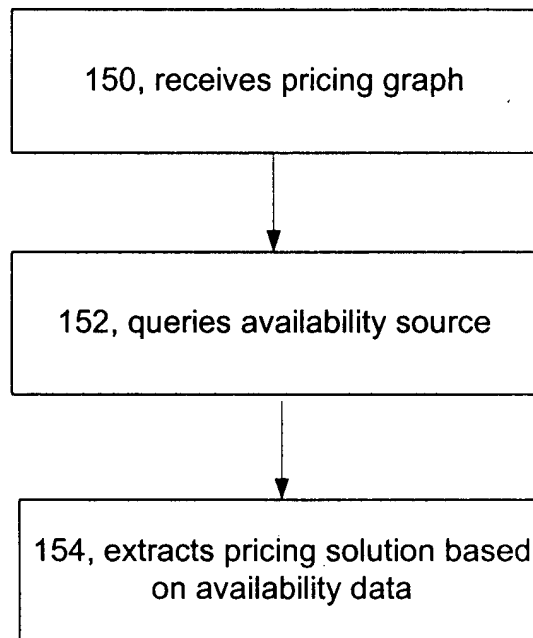 150, receives pricing graph
152, queries availability source
154, extracts pricing solution based
on availability data